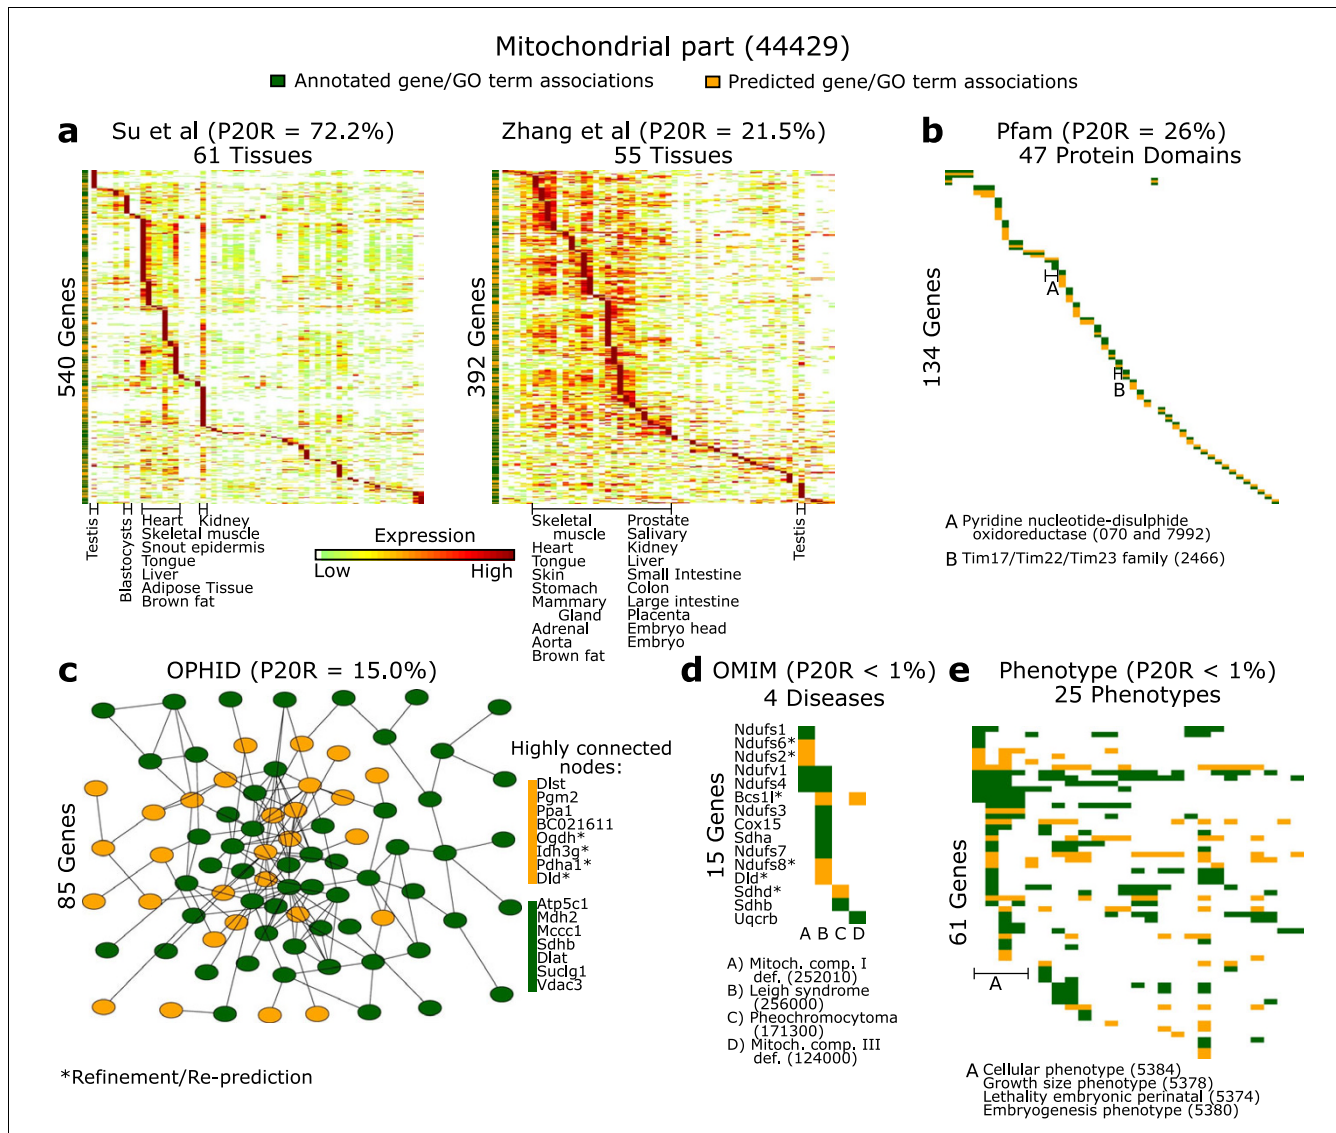 Mitochondrial part (44429)
Annotated gene/GO term associations
Predicted gene/GO term associations
a
Su et al (P20R = 72.2%)
61 Tissues
540 Genes
Testis
Blastocysts
Heart
Skeletal muscle
Snout epidermis
Tongue
Liver
Adipose Tissue
Brown fat
Kidney
Expression
Low
High
Zhang et al (P20R = 21.5%)
55 Tissues
392 Genes
Skeletal
muscle
Heart
Tongue
Skin
Stomach
Mammary
Gland
Adrenal
Aorta
Brown fat
Prostate
Salivary
Kidney
Liver
Small Intestine
Colon
Large intestine
Placenta
Embryo head
Embryo
Testis
b
Pfam (P20R = 26%)
47 Protein Domains
134 Genes
A
B
A Pyridine nucleotide-disulphide
oxidoreductase (070 and 7992)
B Tim17/Tim22/Tim23 family (2466)
c
OPHID (P20R = 15.0%)
85 Genes
Highly connected
nodes:
Dlst
Pgm2
Ppa1
BC021611
Ogdh*
Idh3g*
Pdha1*
Dld*
Atp5c1
Mdh2
Mccc1
Sdhb
Dlat
Suclg1
Vdac3
*Refinement/Re-prediction
d
OMIM (P20R < 1%)
4 Diseases
15 Genes
Ndufs1
Ndufs6*
Ndufs2*
Ndufv1
Ndufs4
Bcs1l*
Ndufs3
Cox15
Sdha
Ndufs7
Ndufs8*
Dld*
Sdhd*
Sdhb
Uqcrb
A B C D
A) Mitoch. comp. I
def. (252010)
B) Leigh syndrome
(256000)
C) Pheochromocytoma
(171300)
D) Mitoch. comp. III
def. (124000)
e
Phenotype (P20R < 1%)
25 Phenotypes
61 Genes
A
A Cellular phenotype (5384)
Growth size phenotype (5378)
Lethality embryonic perinatal (5374)
Embryogenesis phenotype (5380)